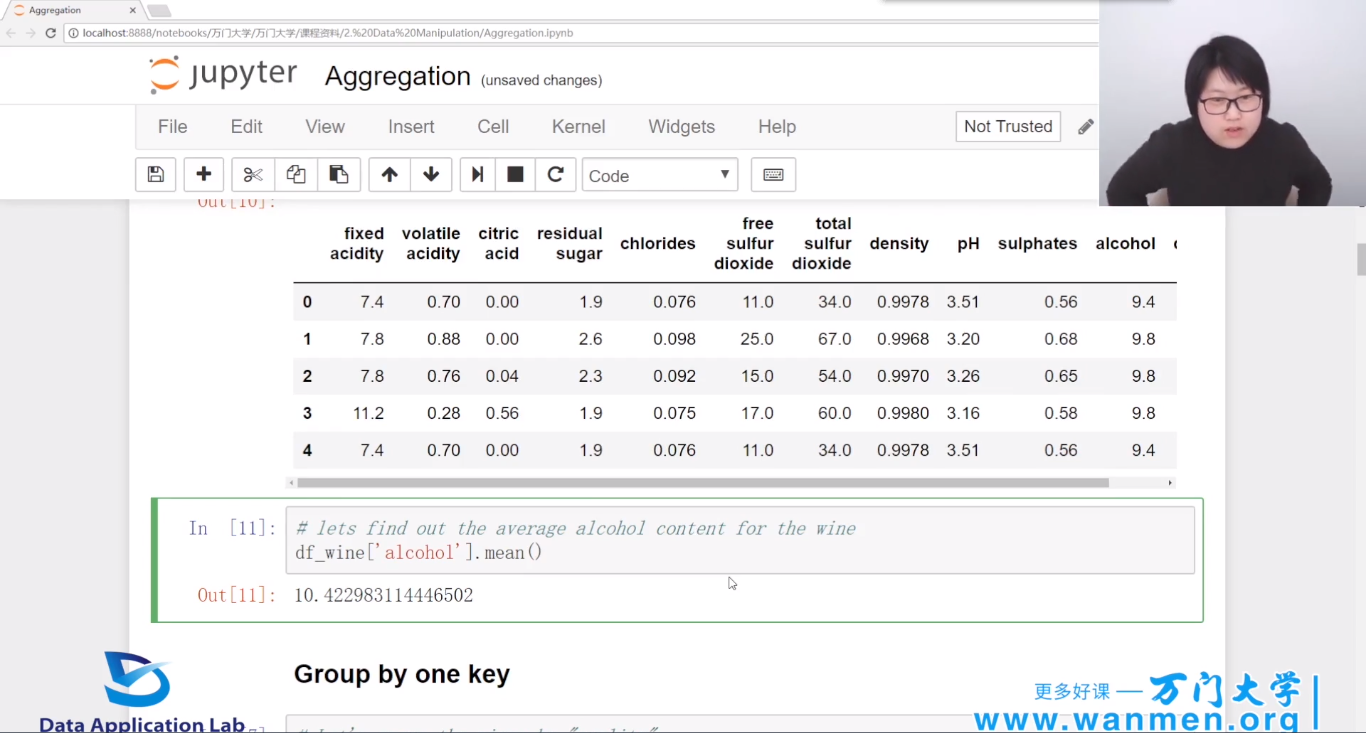 Aggregation
localhost:8888/notebooks/万门大学/万门大学/课程资料/2.%20Data%20Manipulation/Aggregation.ipynb
jupyter Aggregation (unsaved changes)
File Edit View Insert Cell Kernel Widgets Help Not Trusted
Code
Out[10]:
fixed acidity volatile acidity citric acid residual sugar chlorides free sulfur dioxide total sulfur dioxide density pH sulphates alcohol
0 7.4 0.70 0.00 1.9 0.076 11.0 34.0 0.9978 3.51 0.56 9.4
1 7.8 0.88 0.00 2.6 0.098 25.0 67.0 0.9968 3.20 0.68 9.8
2 7.8 0.76 0.04 2.3 0.092 15.0 54.0 0.9970 3.26 0.65 9.8
3 11.2 0.28 0.56 1.9 0.075 17.0 60.0 0.9980 3.16 0.58 9.8
4 7.4 0.70 0.00 1.9 0.076 11.0 34.0 0.9978 3.51 0.56 9.4
In [11]: # lets find out the average alcohol content for the wine
df_wine['alcohol'].mean()
Out[11]: 10.422983114446502
Group by one key
Data Application Lab
更多好课 — 万门大学
www.wanmen.org